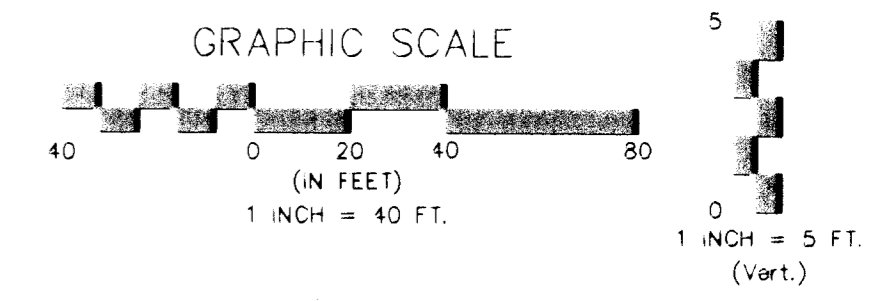 GRAPHIC SCALE
40 0 20 40 80
(IN FEET)
1 INCH = 40 FT.
5
0
1 INCH = 5 FT.
(Vert.)